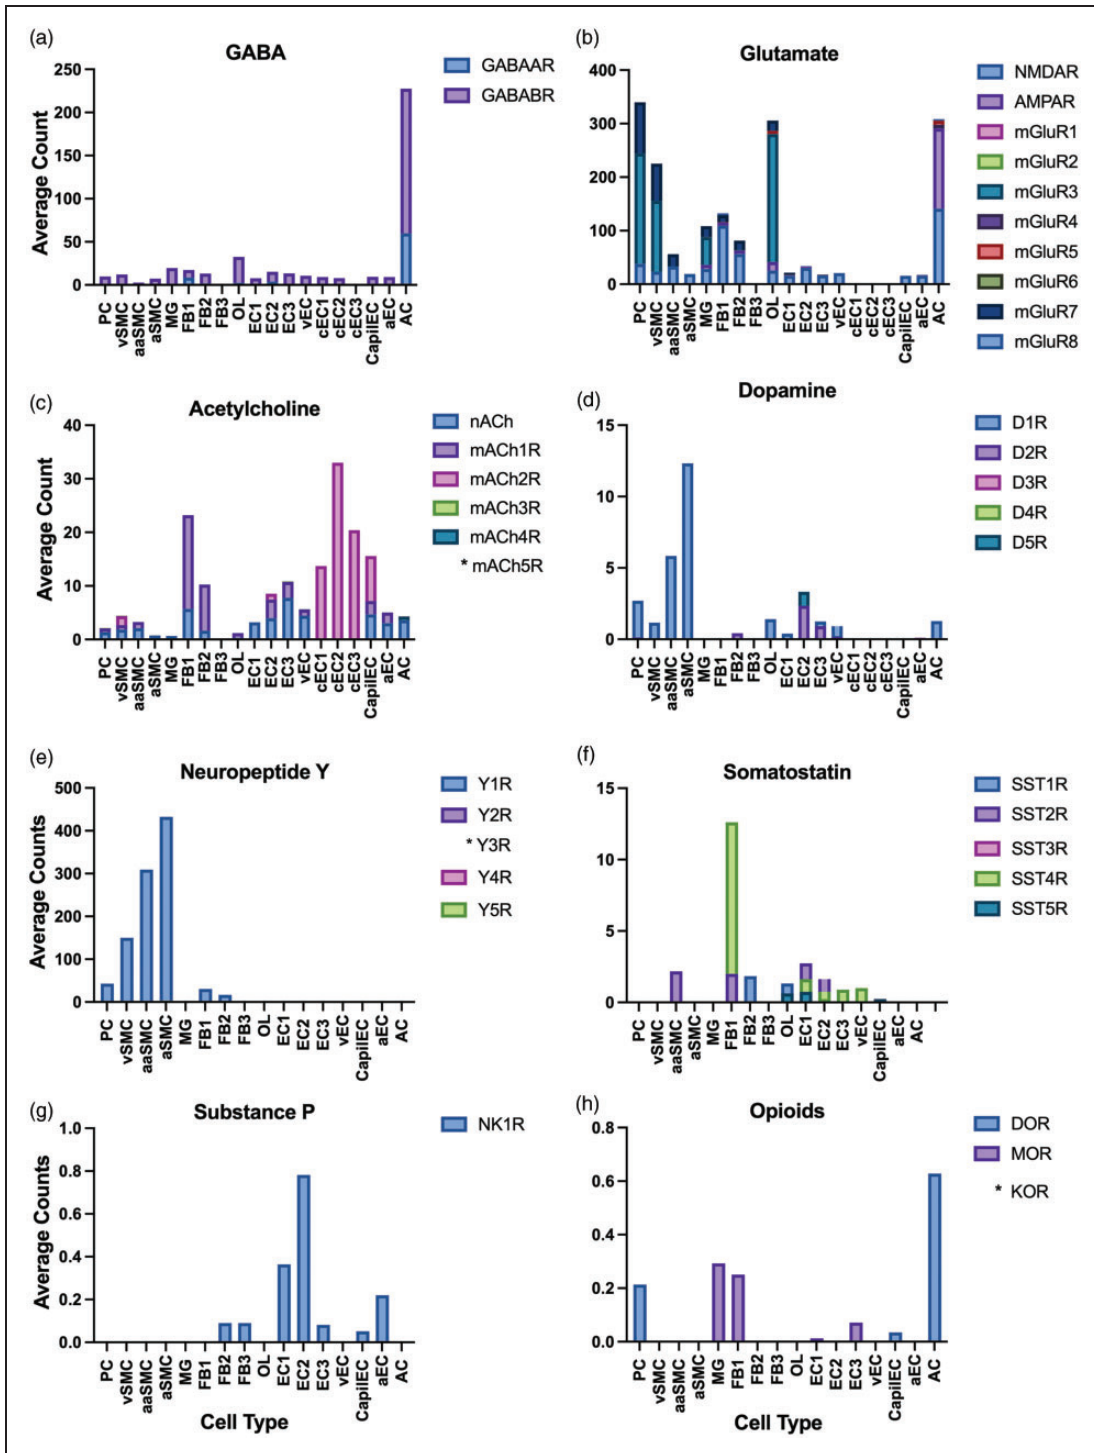 (a)
GABA
Average Count
250
200
150
100
50
0
PC
vSMC
aaSMC
aSMC
MG
FB1
FB2
FB3
OL
EC1
EC2
EC3
vEC
cEC1
cEC2
cEC3
CapilEC
aEC
AC
GABAAR
GABABR
(b)
Glutamate
400
300
200
100
0
PC
vSMC
aaSMC
aSMC
MG
FB1
FB2
FB3
OL
EC1
EC2
EC3
vEC
cEC1
cEC2
cEC3
CapilEC
aEC
AC
NMDAR
AMPAR
mGluR1
mGluR2
mGluR3
mGluR4
mGluR5
mGluR6
mGluR7
mGluR8
(c)
Acetylcholine
Average Count
40
30
20
10
0
PC
vSMC
aaSMC
aSMC
MG
FB1
FB2
FB3
OL
EC1
EC2
EC3
vEC
cEC1
cEC2
cEC3
CapilEC
aEC
AC
nACh
mACh1R
mACh2R
mACh3R
mACh4R
* mACh5R
(d)
Dopamine
15
10
5
0
PC
vSMC
aaSMC
aSMC
MG
FB1
FB2
FB3
OL
EC1
EC2
EC3
vEC
cEC1
cEC2
cEC3
CapilEC
aEC
AC
D1R
D2R
D3R
D4R
D5R
(e)
Neuropeptide Y
Average Counts
500
400
300
200
100
0
PC
vSMC
aaSMC
aSMC
MG
FB1
FB2
FB3
OL
EC1
EC2
EC3
vEC
CapilEC
aEC
AC
Y1R
Y2R
* Y3R
Y4R
Y5R
(f)
Somatostatin
15
10
5
0
PC
vSMC
aaSMC
aSMC
MG
FB1
FB2
FB3
OL
EC1
EC2
EC3
vEC
CapilEC
aEC
AC
SST1R
SST2R
SST3R
SST4R
SST5R
(g)
Substance P
Average Counts
1.0
0.8
0.6
0.4
0.2
0.0
PC
vSMC
aaSMC
aSMC
MG
FB1
FB2
FB3
OL
EC1
EC2
EC3
vEC
CapilEC
aEC
AC
Cell Type
NK1R
(h)
Opioids
0.8
0.6
0.4
0.2
0.0
PC
vSMC
aaSMC
aSMC
MG
FB1
FB2
FB3
OL
EC1
EC2
EC3
vEC
CapilEC
aEC
AC
Cell Type
DOR
MOR
* KOR